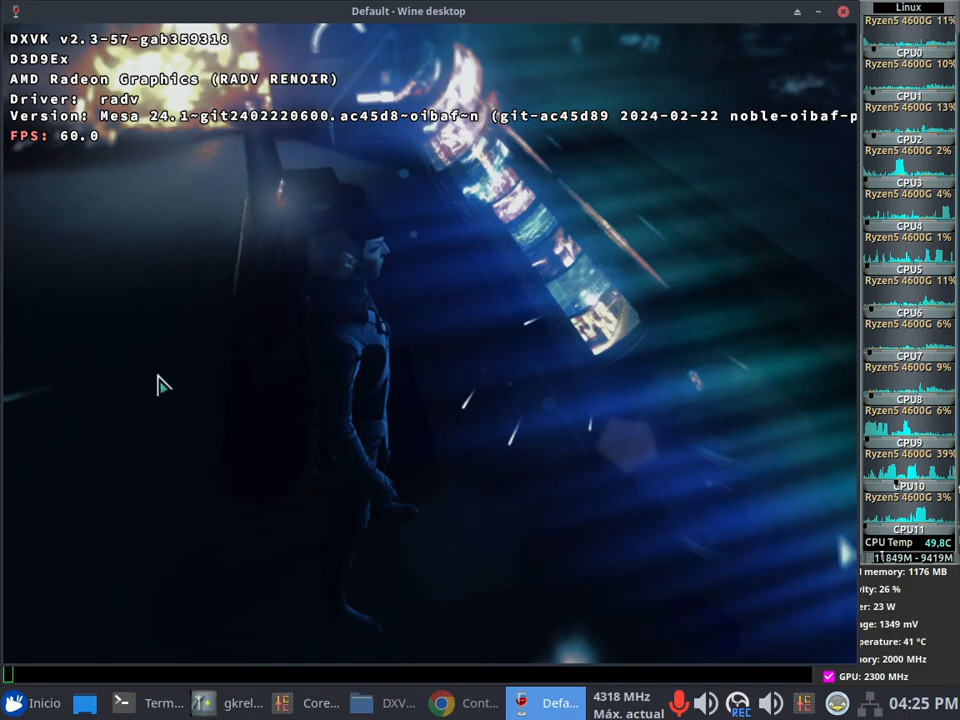 Default - Wine desktop
DXVK v2.3-57-gab359318
D3D9Ex
AMD Radeon Graphics (RADV RENOIR)
Driver: radv
Version: Mesa 24.1~git2402220600.ac45d8~oibaf~n (git-ac45d89 2024-02-22 noble-oibaf-p
FPS: 60.0
Linux
Ryzen5 4600G 11%
CPU0
Ryzen5 4600G 10%
CPU1
Ryzen5 4600G 13%
CPU2
Ryzen5 4600G 2%
CPU3
Ryzen5 4600G 4%
CPU4
Ryzen5 4600G 1%
CPU5
Ryzen5 4600G 11%
CPU6
Ryzen5 4600G 6%
CPU7
Ryzen5 4600G 9%
CPU8
Ryzen5 4600G 6%
CPU9
Ryzen5 4600G 39%
CPU10
Ryzen5 4600G 3%
CPU11
CPU Temp 49,8C
849M - 9419M
memory: 1176 MB
vity: 26 %
er: 23 W
age: 1349 mV
perature: 41 °C
ory: 2000 MHz
GPU: 2300 MHz
Inicio Term... gkrel... Core... DXV... Cont... Defa... 4318 MHz Máx. actual REC 04:25 PM